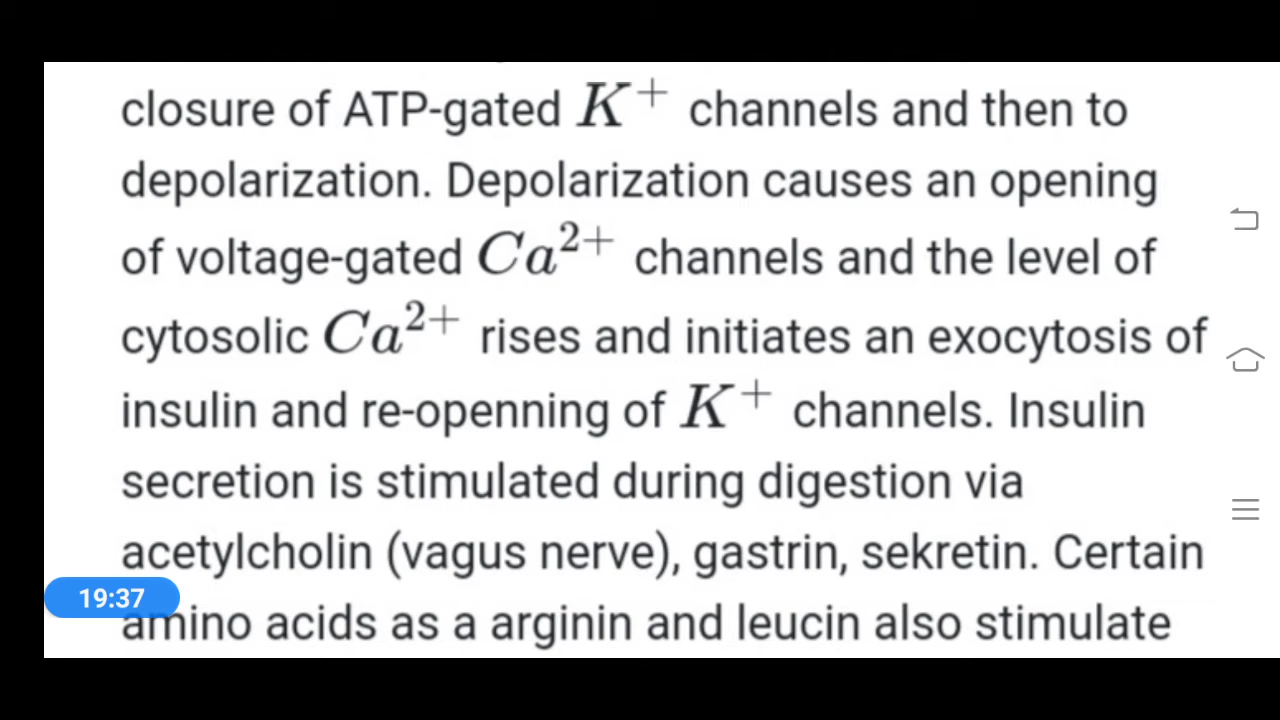 closure of ATP-gated K⁺ channels and then to
depolarization. Depolarization causes an opening
of voltage-gated Ca²⁺ channels and the level of
cytosolic Ca²⁺ rises and initiates an exocytosis of
insulin and re-openning of K⁺ channels. Insulin
secretion is stimulated during digestion via
acetylcholin (vagus nerve), gastrin, sekretin. Certain
19:37
amino acids as a arginin and leucin also stimulate